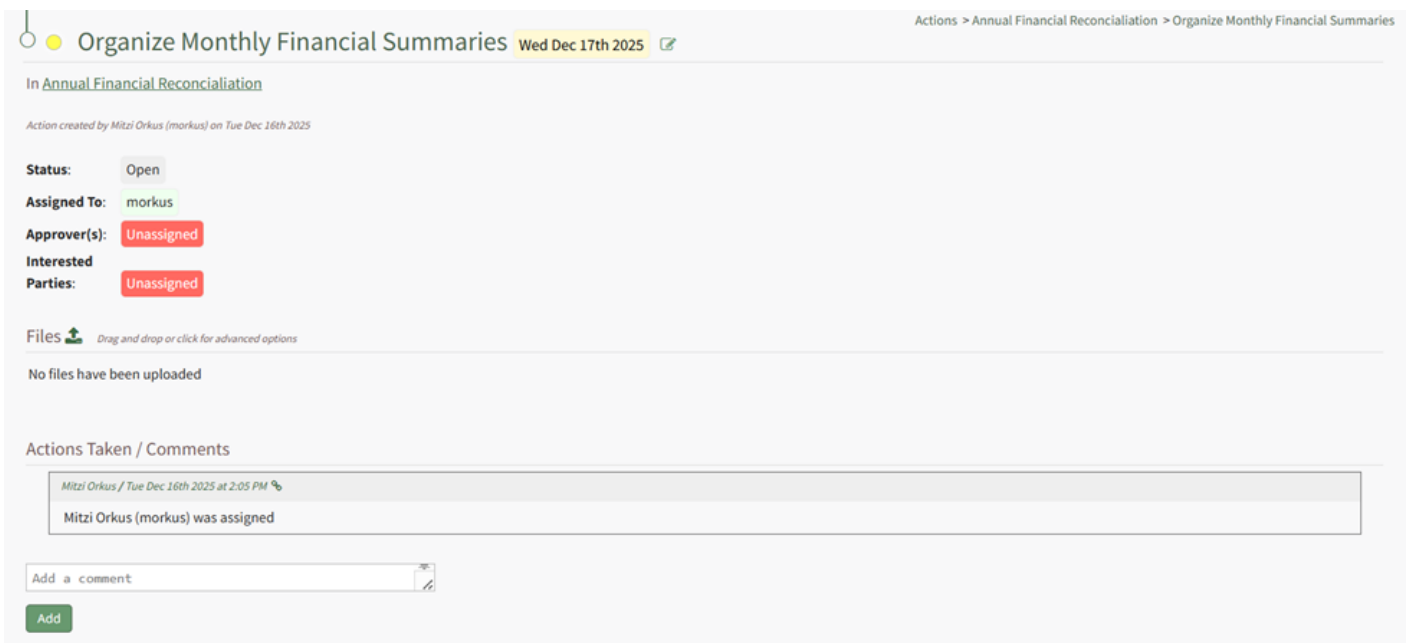 Actions > Annual Financial Reconcialiation > Organize Monthly Financial Summaries
Organize Monthly Financial Summaries Wed Dec 17th 2025
In Annual Financial Reconcialiation
Action created by Mitzi Orkus (morkus) on Tue Dec 16th 2025
Status: Open
Assigned To: morkus
Approver(s): Unassigned
Interested
Parties: Unassigned
Files Drag and drop or click for advanced options
No files have been uploaded
Actions Taken / Comments
Mitzi Orkus / Tue Dec 16th 2025 at 2:05 PM
Mitzi Orkus (morkus) was assigned
Add a comment
Add